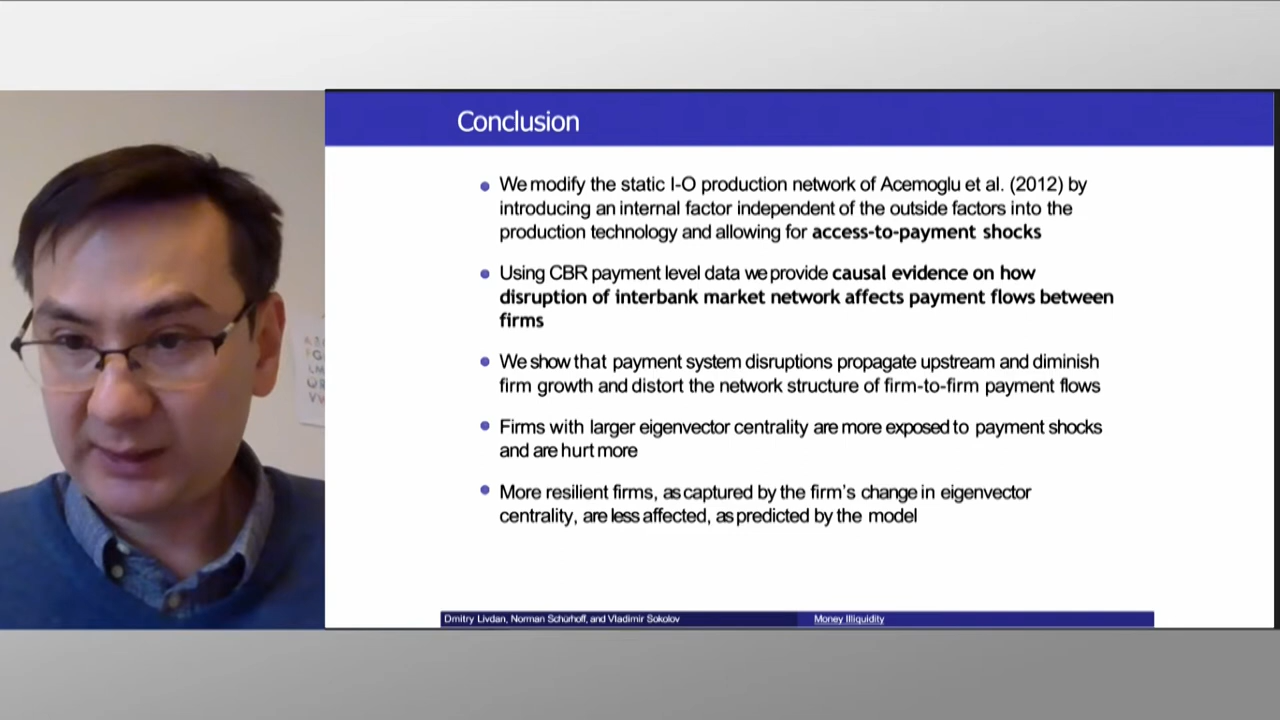 Conclusion
We modify the static I-O production network of Acemoglu et al. (2012) by
introducing an internal factor independent of the outside factors into the
production technology and allowing for access-to-payment shocks
Using CBR payment level data we provide causal evidence on how
disruption of interbank market network affects payment flows between
firms
We show that payment system disruptions propagate upstream and diminish
firm growth and distort the network structure of firm-to-firm payment flows
Firms with larger eigenvector centrality are more exposed to payment shocks
and are hurt more
More resilient firms, as captured by the firm's change in eigenvector
centrality, are less affected, as predicted by the model
Dmitry Livdan, Norman Schürhoff, and Vladimir Sokolov
Money Illiquidity